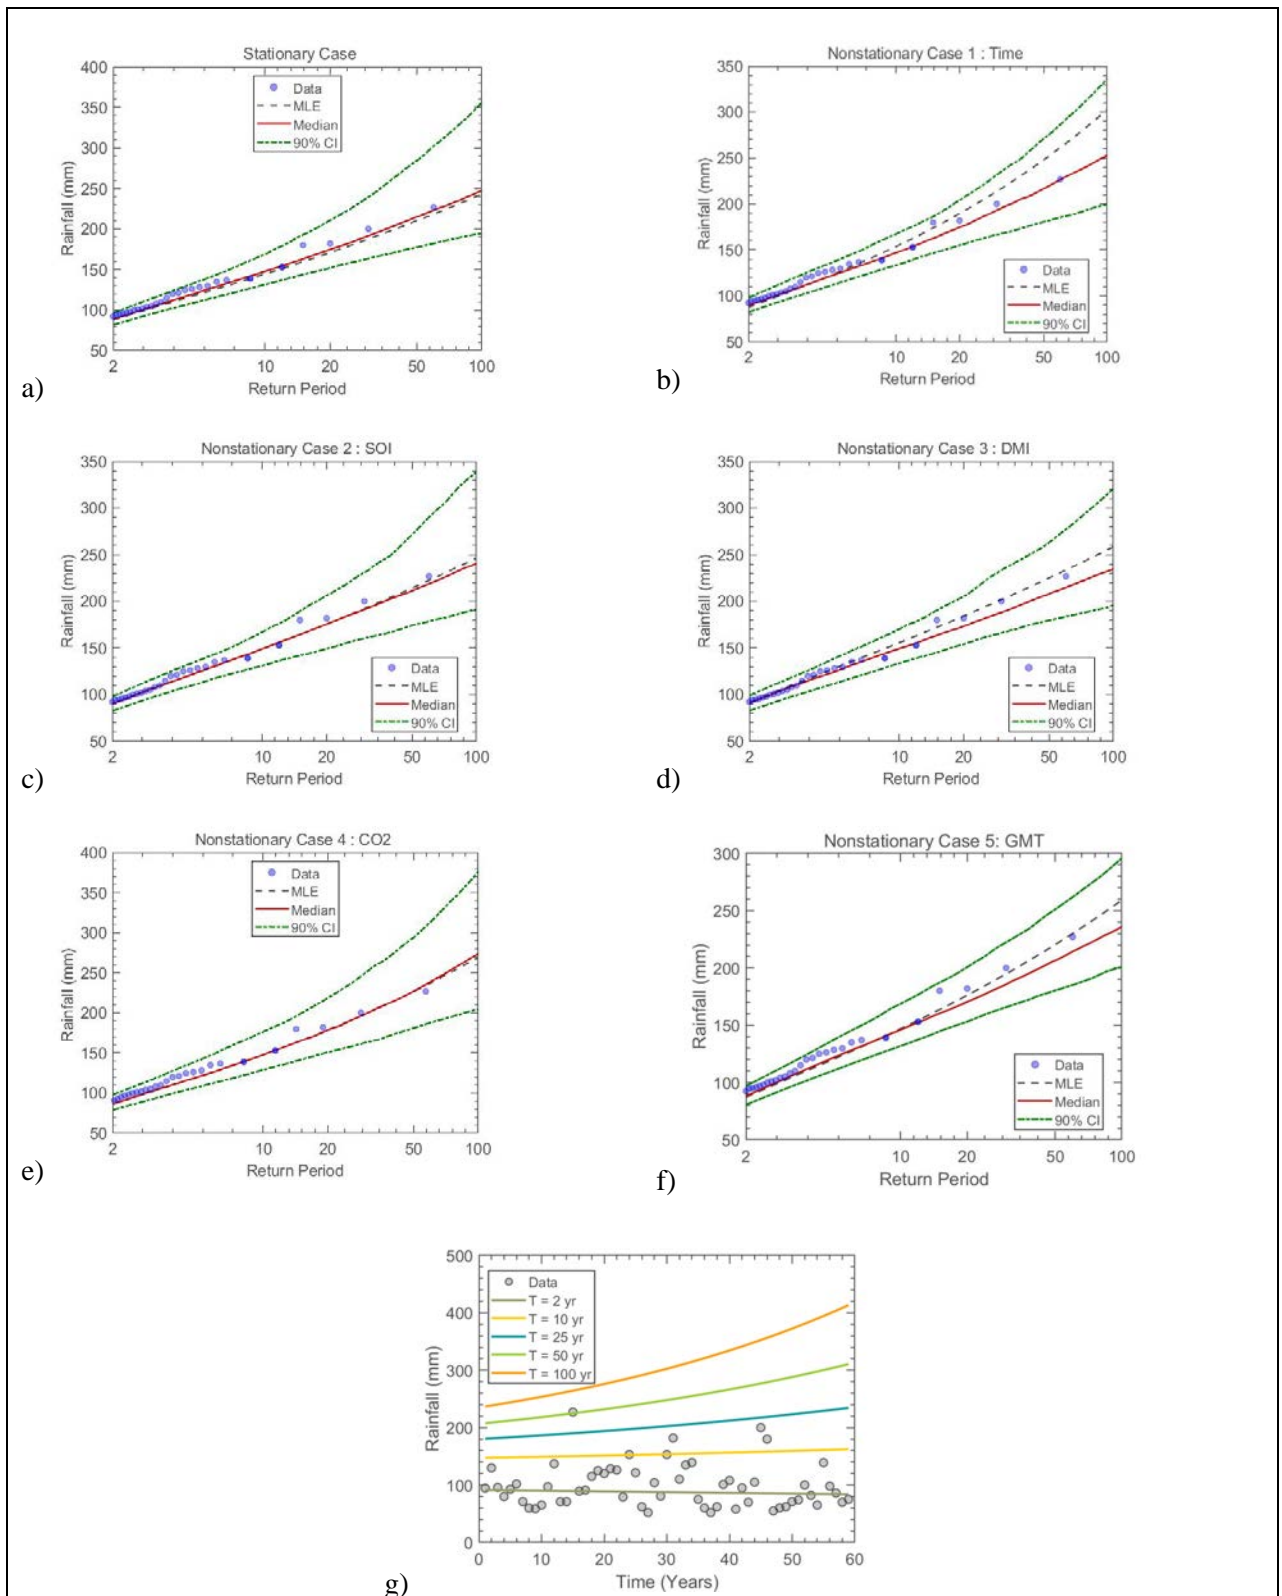 Stationary Case
400
350
300
250
200
150
100
50
Rainfall (mm)
Data
MLE
Median
90% CI
2 10 20 50 100
Return Period
a)
Nonstationary Case 1 : Time
350
300
250
200
150
100
50
Rainfall (mm)
Data
MLE
Median
90% CI
2 10 20 50 100
Return Period
b)
Nonstationary Case 2 : SOI
350
300
250
200
150
100
50
Rainfall (mm)
Data
MLE
Median
90% CI
2 10 20 50 100
Return Period
c)
Nonstationary Case 3 : DMI
350
300
250
200
150
100
50
Rainfall (mm)
Data
MLE
Median
90% CI
2 10 20 50 100
Return Period
d)
Nonstationary Case 4 : CO2
400
350
300
250
200
150
100
50
Rainfall (mm)
Data
MLE
Median
90% CI
2 10 20 50 100
Return Period
e)
Nonstationary Case 5: GMT
300
250
200
150
100
50
Rainfall (mm)
Data
MLE
Median
90% CI
2 10 20 50 100
Return Period
f)
500
400
300
200
100
0
Rainfall (mm)
Data
T = 2 yr
T = 10 yr
T = 25 yr
T = 50 yr
T = 100 yr
0 10 20 30 40 50 60
Time (Years)
g)